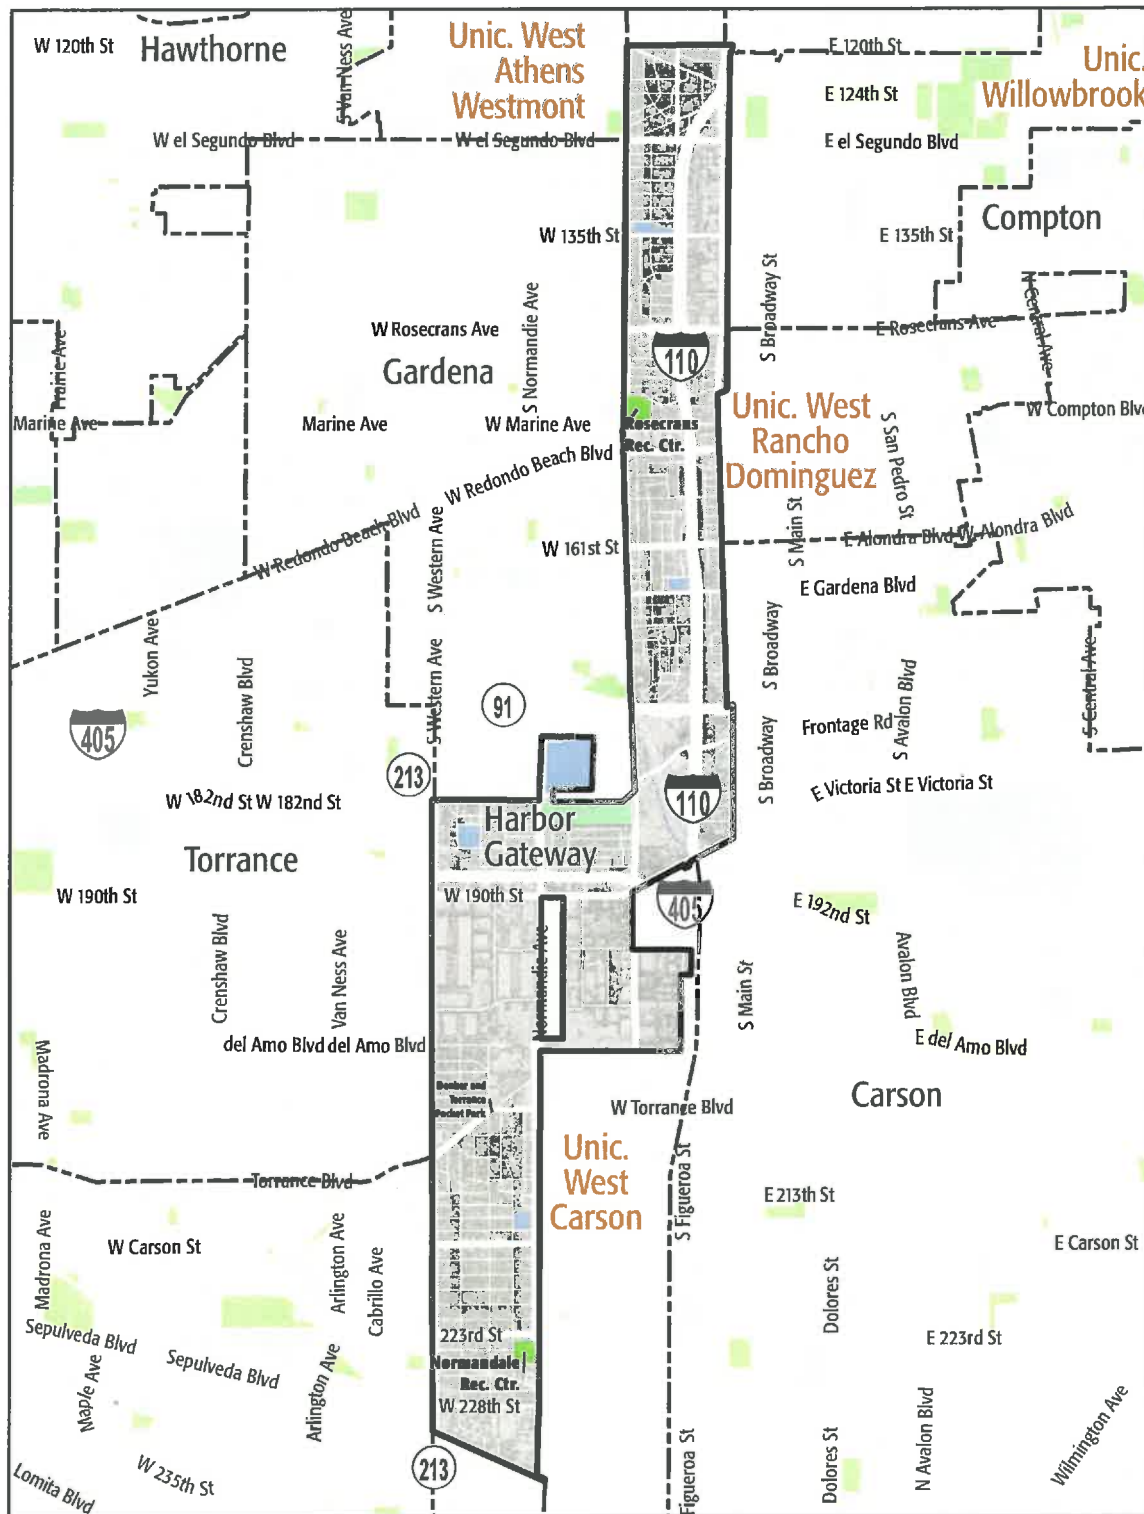 W 120th St
Hawthorne
S Van Ness Ave
Unic. West
Athens
Westmont
E 120th St
Unic.
Willowbrook
E 124th St
W el Segundo Blvd
W el Segundo Blvd
E el Segundo Blvd
Compton
W 135th St
E 135th St
S Broadway St
N Central Ave
S Normandie Ave
W Rosecrans Ave
E Rosecrans Ave
Prairie Ave
Gardena
110
Marine Ave
Marine Ave
W Marine Ave
Rosecrans
Rec. Ctr.
Unic. West
Rancho
Dominguez
S San Pedro St
W Compton Blv
W Redondo Beach Blvd
W Redondo Beach Blvd
S Western Ave
W 161st St
S Main St
E Alondra Blvd
W Alondra Blvd
E Gardena Blvd
Yukon Ave
Crenshaw Blvd
S Western Ave
S Broadway
S Avalon Blvd
S Central Ave
405
91
Frontage Rd
213
110
S Broadway
E Victoria St
E Victoria St
W 182nd St
W 182nd St
Harbor
Gateway
Torrance
W 190th St
W 190th St
405
E 192nd St
Crenshaw Blvd
Van Ness Ave
Normandie Ave
S Main St
Avalon Blvd
del Amo Blvd
del Amo Blvd
E del Amo Blvd
Madrona Ave
Denker and
Torrance
Pocket Park
W Torrance Blvd
Carson
Unic.
West
Carson
S Figueroa St
Torrance Blvd
E 213th St
Madrona Ave
W Carson St
Arlington Ave
Cabrillo Ave
E Carson St
Dolores St
Sepulveda Blvd
Sepulveda Blvd
223rd St
E 223rd St
Maple Ave
Arlington Ave
Normandale
Rec. Ctr.
W 228th St
N Avalon Blvd
Wilmington Ave
Lomita Blvd
W 235th St
213
Figueroa St
Dolores St